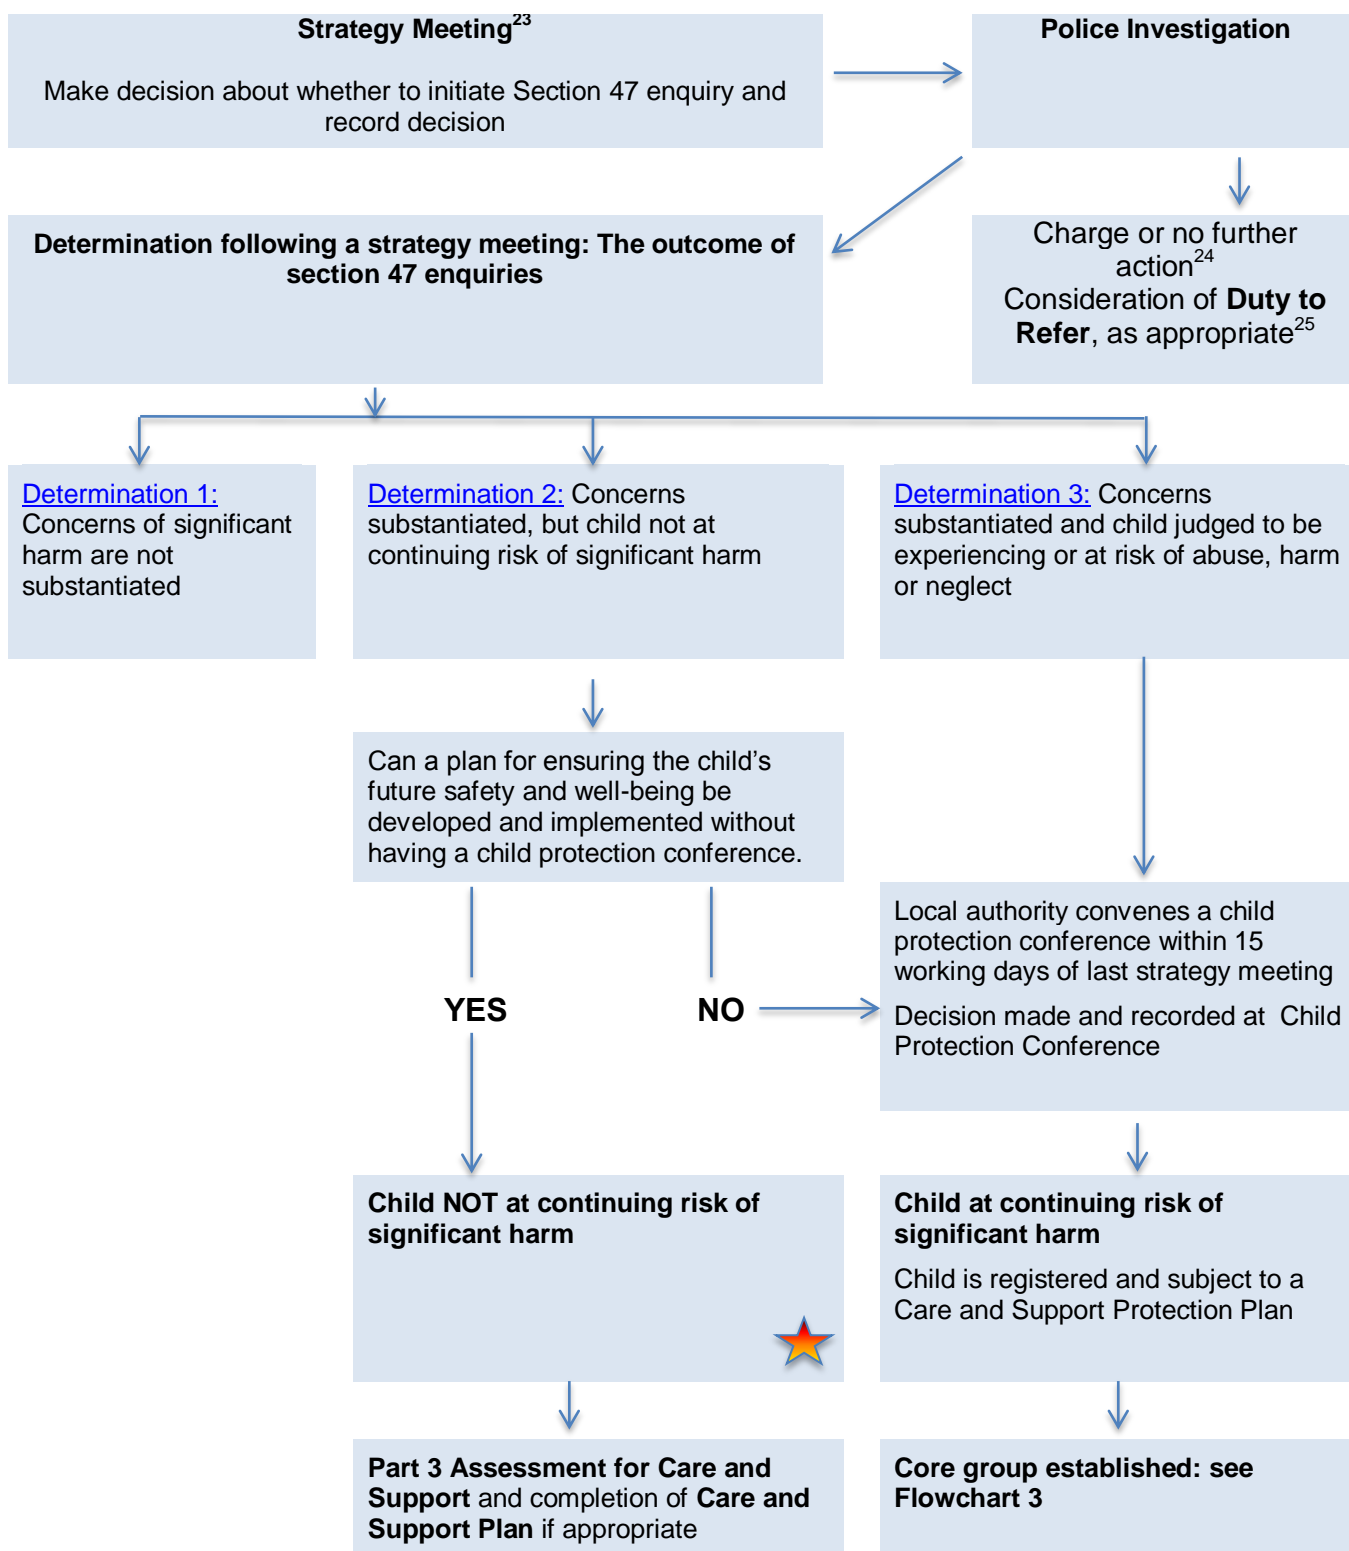 Strategy Meeting23
Make decision about whether to initiate Section 47 enquiry and
record decision
Police Investigation
Determination following a strategy meeting: The outcome of
section 47 enquiries
Charge or no further
action24
Consideration of Duty to
Refer, as appropriate25
Determination 1:
Concerns of significant
harm are not
substantiated
Determination 2: Concerns
substantiated, but child not at
continuing risk of significant harm
Determination 3: Concerns
substantiated and child judged to be
experiencing or at risk of abuse, harm
or neglect
Can a plan for ensuring the child’s
future safety and well-being be
developed and implemented without
having a child protection conference.
YES
NO
Local authority convenes a child
protection conference within 15
working days of last strategy meeting
Decision made and recorded at Child
Protection Conference
Child NOT at continuing risk of
significant harm
Child at continuing risk of
significant harm
Child is registered and subject to a
Care and Support Protection Plan
Part 3 Assessment for Care and
Support and completion of Care and
Support Plan if appropriate
Core group established: see
Flowchart 3